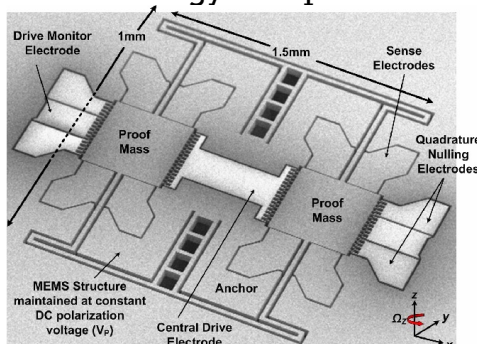 Drive Monitor
Electrode
1mm
1.5mm
Sense
Electrodes
Proof
Mass
Quadrature
Nulling
Electrodes
Proof
Mass
MEMS Structure
maintained at constant
DC polarization
voltage (VP)
Anchor
Central Drive
Electrode
z
y
x
ΩZ